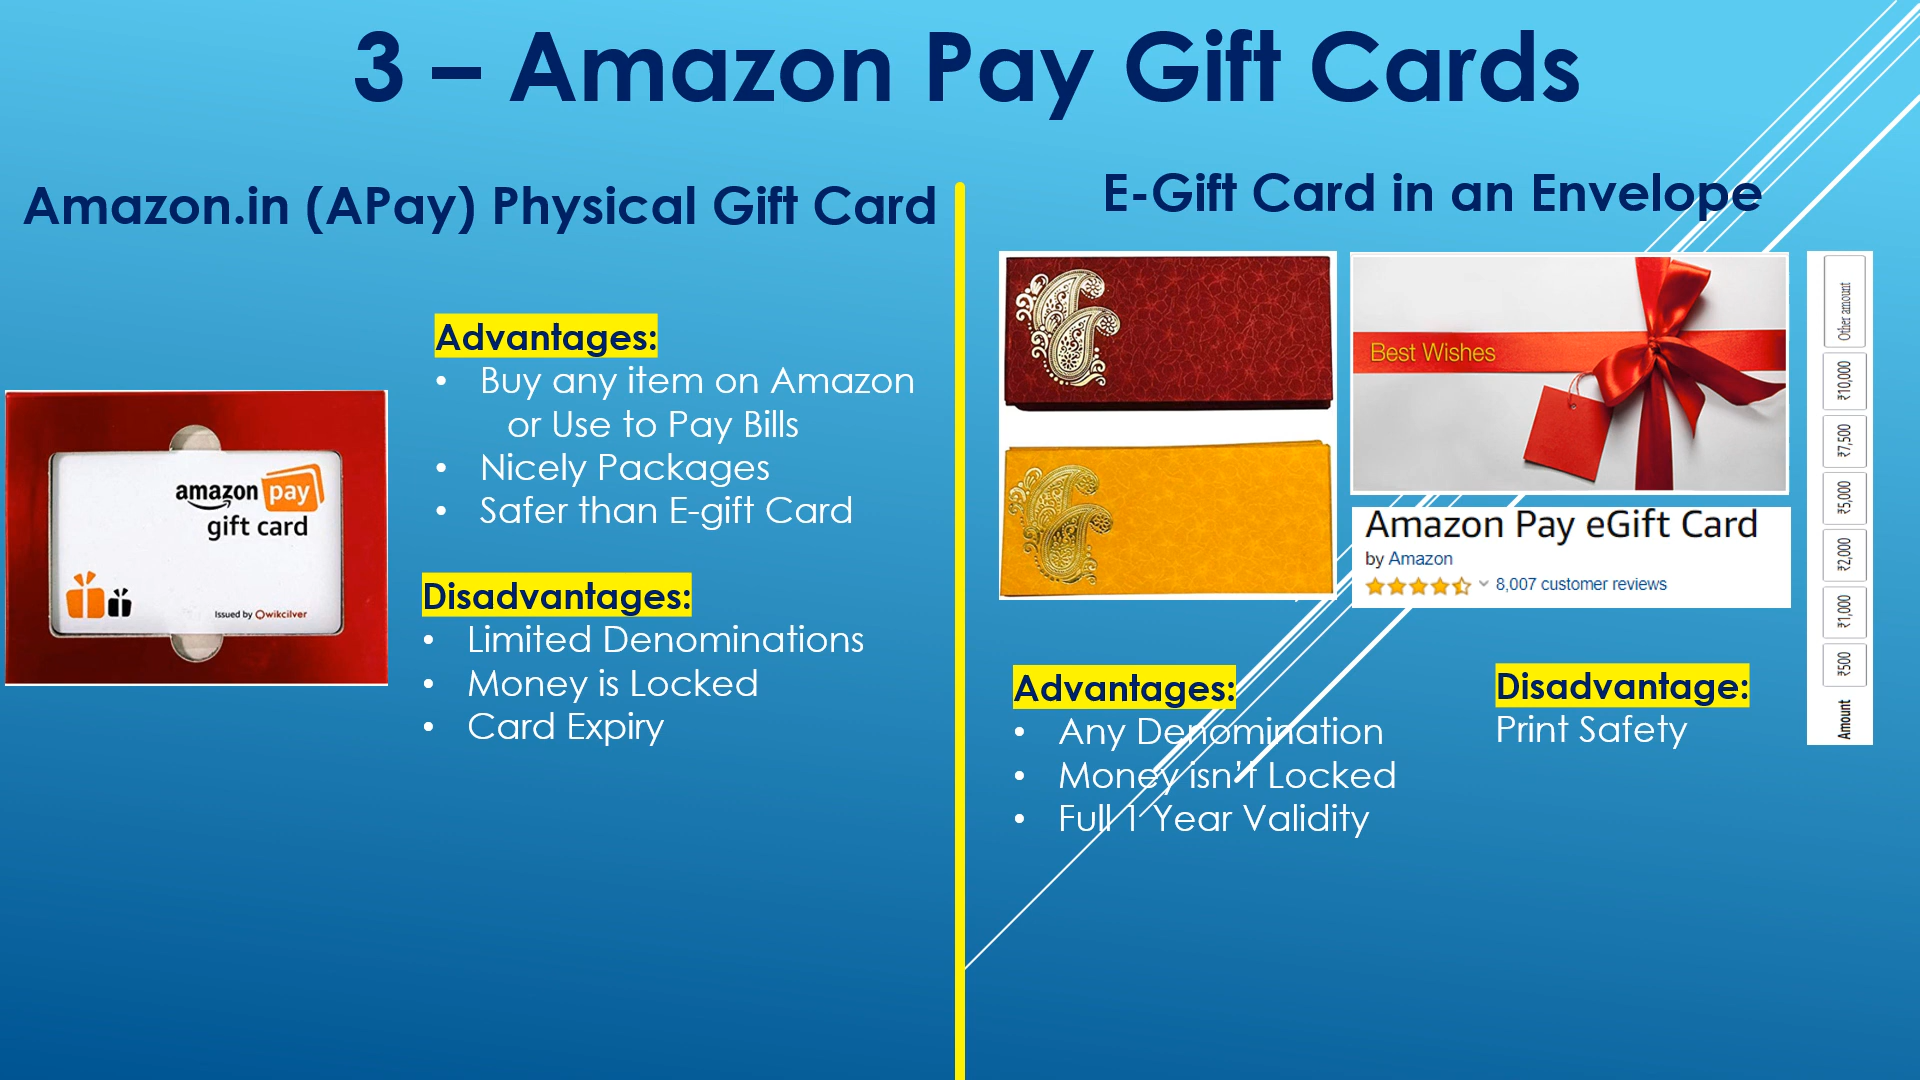 3 – Amazon Pay Gift Cards
Amazon.in (APay) Physical Gift Card
amazon pay
gift card
Issued by Qwikcilver
Advantages:
• Buy any item on Amazon
or Use to Pay Bills
• Nicely Packages
• Safer than E-gift Card
Disadvantages:
• Limited Denominations
• Money is Locked
• Card Expiry
E-Gift Card in an Envelope
Best Wishes
Amazon Pay eGift Card
by Amazon
8,007 customer reviews
Amount
₹500
₹1,000
₹2,000
₹5,000
₹7,500
₹10,000
Other amount
Advantages:
• Any Denomination
• Money isn’t Locked
• Full 1 Year Validity
Disadvantage:
Print Safety